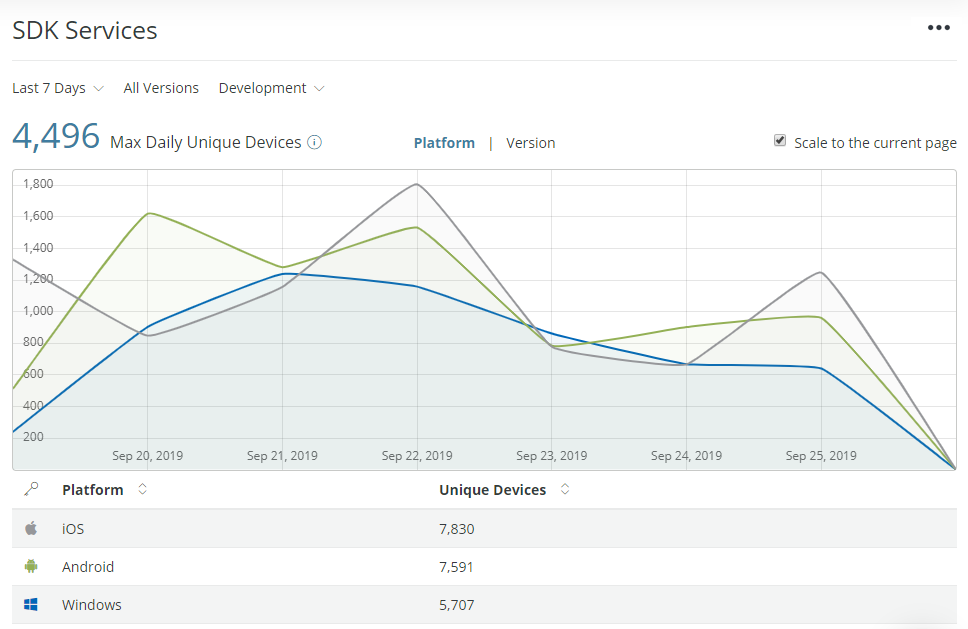 SDK Services
Last 7 Days All Versions Development
4,496 Max Daily Unique Devices Platform | Version Scale to the current page
1,800
1,600
1,400
1,200
1,000
800
600
400
200
Sep 20, 2019 Sep 21, 2019 Sep 22, 2019 Sep 23, 2019 Sep 24, 2019 Sep 25, 2019
Platform Unique Devices
iOS 7,830
Android 7,591
Windows 5,707